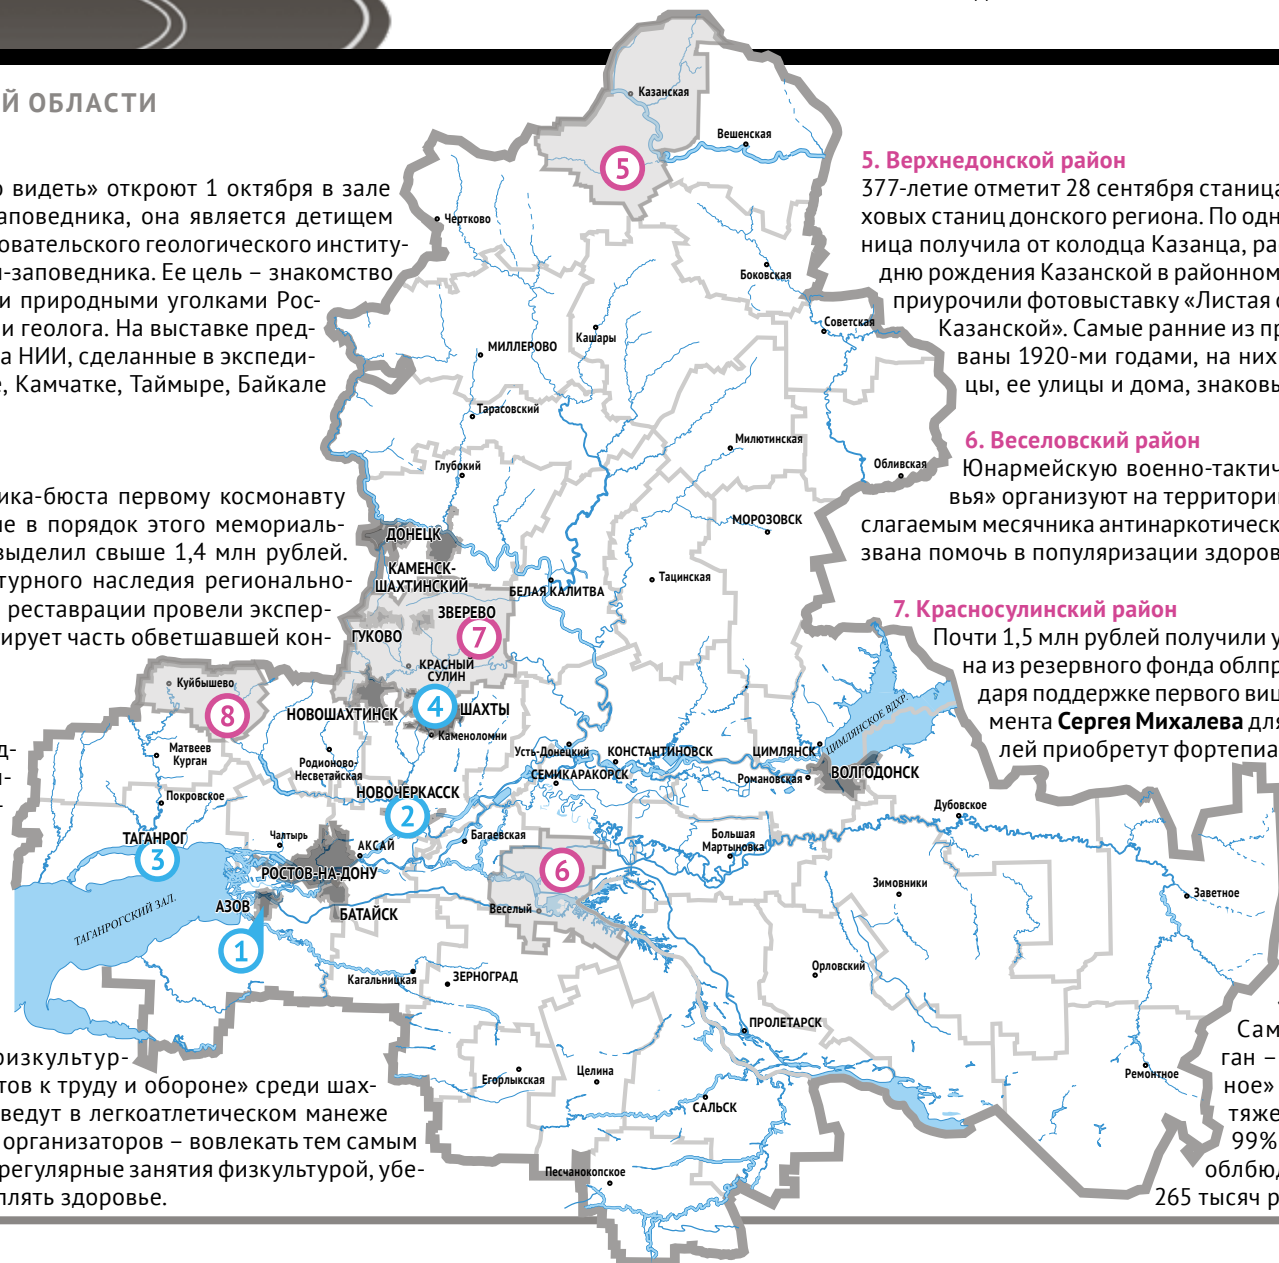 Й ОБЛАСТИ
видеть» откроют 1 октября в зале
аповедника, она является детищем
овательского геологического институ-
-заповедника. Ее цель – знакомство
и природными уголками Рос-
и геолога. На выставке пред-
а НИИ, сделанные в экспеди-
е, Камчатке, Таймыре, Байкале
ика-бюста первому космонавту
ие в порядок этого мемориаль-
выделил свыше 1,4 млн рублей.
турного наследия регионально-
реставрации провели экспер-
ирует часть обветшавшей кон-
д-
-
-
физкультур-
тов к труду и обороне» среди шах-
ведут в легкоатлетическом манеже
организаторов – вовлекать тем самым
регулярные занятия физкультурой, убе-
плять здоровье.
5. Верхнедонской район
377-летие отметит 28 сентября станица
ховых станиц донского региона. По одн
ница получила от колодца Казанца, ра
дню рождения Казанской в районном
приурочили фотовыставку «Листая с
Казанской». Самые ранние из пр
ваны 1920-ми годами, на них
цы, ее улицы и дома, знаковы
6. Веселовский район
Юнармейскую военно-тактич
вья» организуют на территори
слагаемым месячника антинаркотическ
звана помочь в популяризации здоров
7. Красносулинский район
Почти 1,5 млн рублей получили у
на из резервного фонда облпр
даря поддержке первого виц
мента Сергея Михалева для
лей приобретут фортепиа
Сам
ган –
ное»
тяже
99%
облбюд
265 тысяч р
Казанская
5
Вешенская
Чертково
Боковская
Советская
Кашары
МИЛЛЕРОВО
Тарасовский
Милютинская
Глубокий
Обливская
МОРОЗОВСК
ДОНЕЦК
КАМЕНСК-
ШАХТИНСКИЙ
Тацинская
БЕЛАЯ КАЛИТВА
ЗВЕРЕВО
ГУКОВО
7
КРАСНЫЙ
СУЛИН
Куйбышево
8
НОВОШАХТИНСК
4
ШАХТЫ
Каменоломни
ЦИМЛЯНСКОЕ ВДХР.
Матвеев
Курган
Родионово-
Несветайская
Усть-Донецкий
КОНСТАНТИНОВСК
ЦИМЛЯНСК
СЕМИКАРАКОРСК
Романовская
ВОЛГОДОНСК
Покровское
НОВОЧЕРКАССК
2
Дубовское
ТАГАНРОГ
3
Чалтырь
АКСАЙ
Багаевская
Большая
Мартыновка
РОСТОВ-НА-ДОНУ
6
Зимовники
Заветное
ТАГАНРОГСКИЙ ЗАЛ.
АЗОВ
БАТАЙСК
Веселый
1
Кагальницкая
ЗЕРНОГРАД
Орловский
ПРОЛЕТАРСК
Егорлыкская
Целина
Ремонтное
САЛЬСК
Песчанокопское